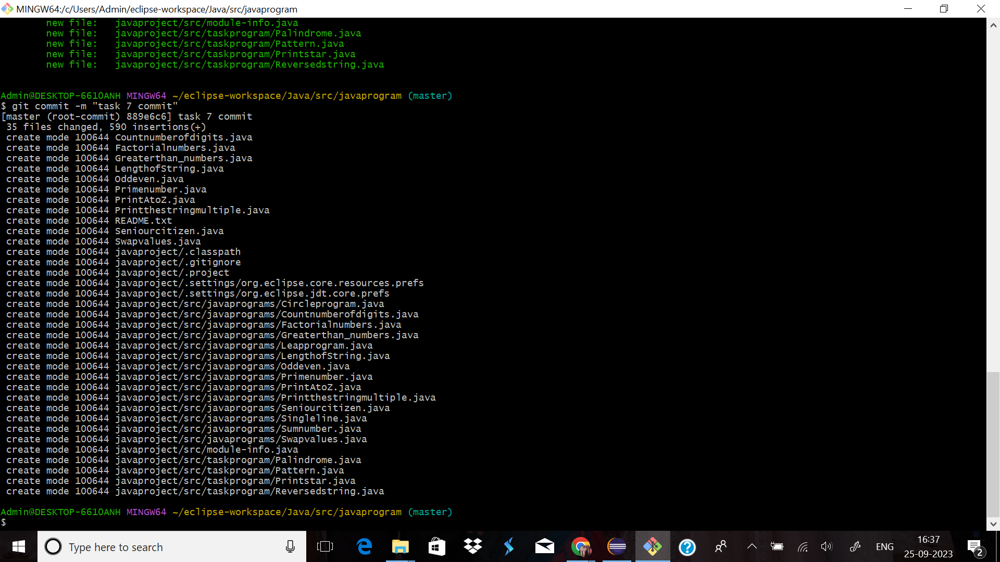 MINGW64:/c/Users/Admin/eclipse-workspace/Java/src/javaprogram
new file:   javaproject/src/module-info.java
new file:   javaproject/src/taskprogram/Palindrome.java
new file:   javaproject/src/taskprogram/Pattern.java
new file:   javaproject/src/taskprogram/Printstar.java
new file:   javaproject/src/taskprogram/Reversedstring.java
Admin@DESKTOP-6610ANH MINGW64 ~/eclipse-workspace/Java/src/javaprogram (master)
$ git commit -m "task 7 commit"
[master (root-commit) 889e6c6] task 7 commit
35 files changed, 590 insertions(+)
create mode 100644 Countnumberofdigits.java
create mode 100644 Factorialnumbers.java
create mode 100644 Greaterthan_numbers.java
create mode 100644 LengthofString.java
create mode 100644 Oddeven.java
create mode 100644 Primenumber.java
create mode 100644 PrintAtoZ.java
create mode 100644 Printthestringmultiple.java
create mode 100644 README.txt
create mode 100644 Seniourcitizen.java
create mode 100644 Swapvalues.java
create mode 100644 javaproject/.classpath
create mode 100644 javaproject/.gitignore
create mode 100644 javaproject/.project
create mode 100644 javaproject/.settings/org.eclipse.core.resources.prefs
create mode 100644 javaproject/.settings/org.eclipse.jdt.core.prefs
create mode 100644 javaproject/src/javaprograms/Circleprogram.java
create mode 100644 javaproject/src/javaprograms/Countnumberofdigits.java
create mode 100644 javaproject/src/javaprograms/Factorialnumbers.java
create mode 100644 javaproject/src/javaprograms/Greaterthan_numbers.java
create mode 100644 javaproject/src/javaprograms/Leapprogram.java
create mode 100644 javaproject/src/javaprograms/LengthofString.java
create mode 100644 javaproject/src/javaprograms/Oddeven.java
create mode 100644 javaproject/src/javaprograms/Primenumber.java
create mode 100644 javaproject/src/javaprograms/PrintAtoZ.java
create mode 100644 javaproject/src/javaprograms/Printthestringmultiple.java
create mode 100644 javaproject/src/javaprograms/Seniourcitizen.java
create mode 100644 javaproject/src/javaprograms/Singleline.java
create mode 100644 javaproject/src/javaprograms/Sumnumber.java
create mode 100644 javaproject/src/javaprograms/Swapvalues.java
create mode 100644 javaproject/src/module-info.java
create mode 100644 javaproject/src/taskprogram/Palindrome.java
create mode 100644 javaproject/src/taskprogram/Pattern.java
create mode 100644 javaproject/src/taskprogram/Printstar.java
create mode 100644 javaproject/src/taskprogram/Reversedstring.java
Admin@DESKTOP-6610ANH MINGW64 ~/eclipse-workspace/Java/src/javaprogram (master)
$
Type here to search
ENG
16:37
25-09-2023
2